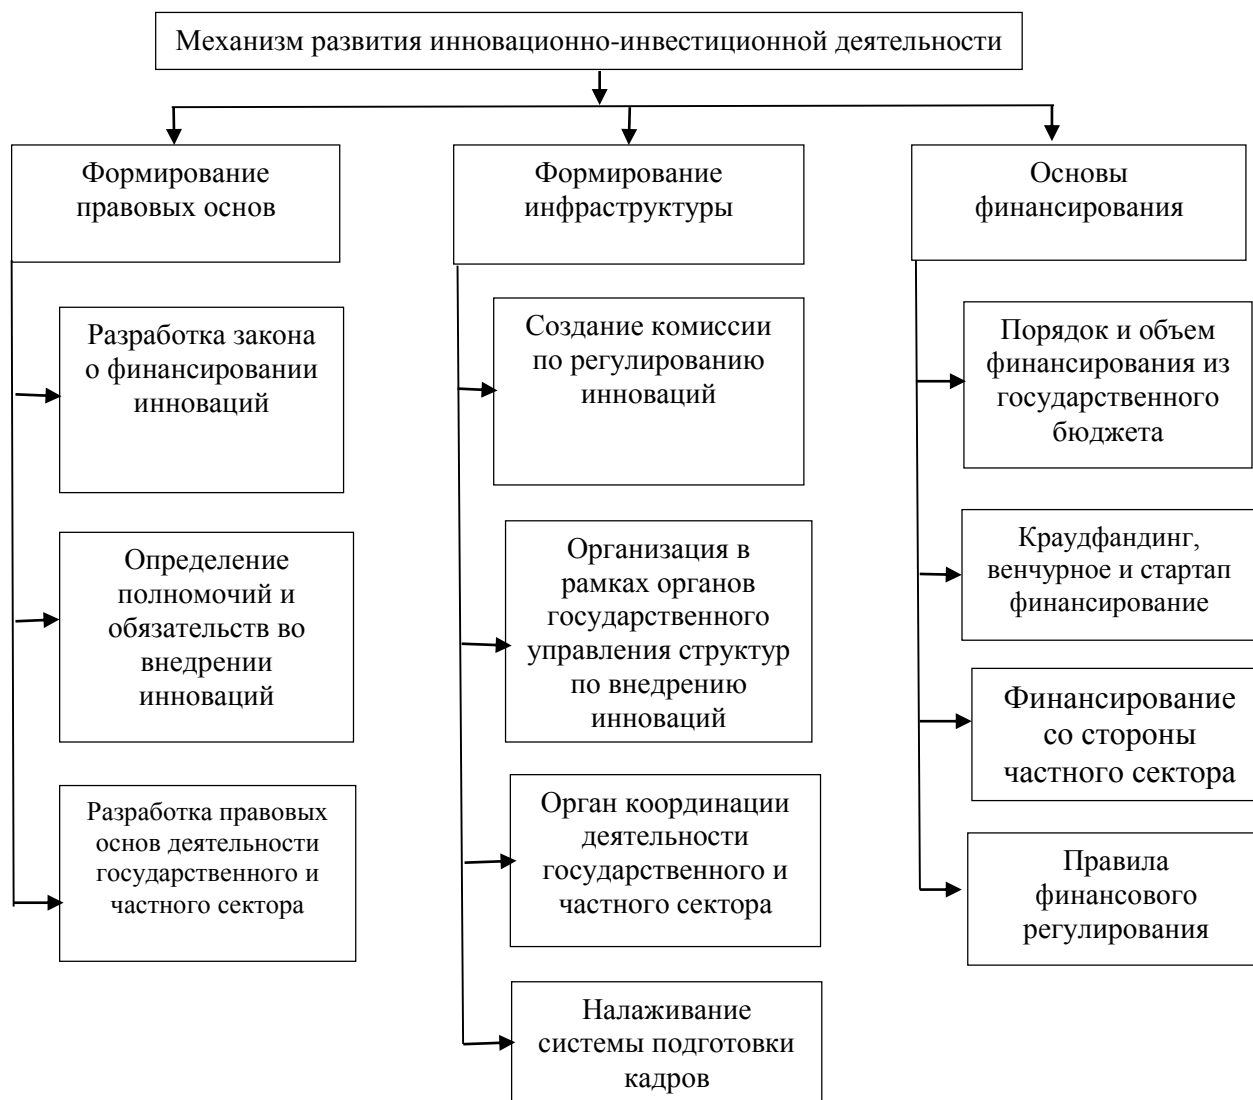 Механизм развития инновационно-инвестиционной деятельности
Формирование
правовых основ
Разработка закона
о финансировании
инноваций
Определение
полномочий и
обязательств во
внедрении
инноваций
Разработка правовых
основ деятельности
государственного и
частного сектора
Формирование
инфраструктуры
Создание комиссии
по регулированию
инноваций
Организация в
рамках органов
государственного
управления структур
по внедрению
инноваций
Орган координации
деятельности
государственного и
частного сектора
Налаживание
системы подготовки
кадров
Основы
финансирования
Порядок и объем
финансирования из
государственного
бюджета
Краудфандинг,
венчурное и стартап
финансирование
Финансирование
со стороны
частного сектора
Правила
финансового
регулирования